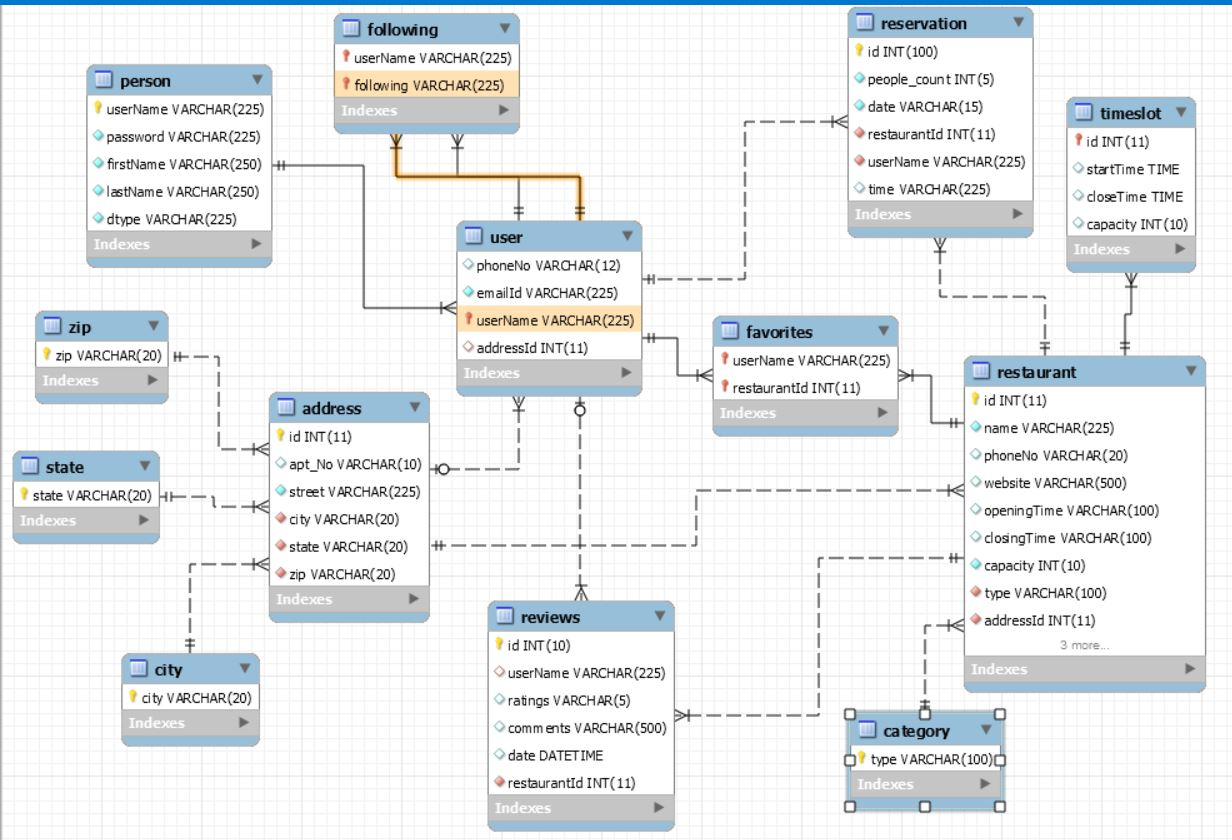 following
userName VARCHAR(225)
following VARCHAR(225)
Indexes
person
userName VARCHAR(225)
password VARCHAR(225)
firstName VARCHAR(250)
lastName VARCHAR(250)
dtype VARCHAR(225)
Indexes
reservation
id INT(100)
people_count INT(5)
date VARCHAR(15)
restaurantId INT(11)
userName VARCHAR(225)
time VARCHAR(225)
Indexes
timeslot
id INT(11)
startTime TIME
closeTime TIME
capacity INT(10)
Indexes
user
phoneNo VARCHAR(12)
emailId VARCHAR(225)
userName VARCHAR(225)
addressId INT(11)
Indexes
zip
zip VARCHAR(20)
Indexes
favorites
userName VARCHAR(225)
restaurantId INT(11)
Indexes
restaurant
id INT(11)
name VARCHAR(225)
phoneNo VARCHAR(20)
website VARCHAR(500)
openingTime VARCHAR(100)
closingTime VARCHAR(100)
capacity INT(10)
type VARCHAR(100)
addressId INT(11)
3 more...
Indexes
address
id INT(11)
apt_No VARCHAR(10)
street VARCHAR(225)
city VARCHAR(20)
state VARCHAR(20)
zip VARCHAR(20)
Indexes
state
state VARCHAR(20)
Indexes
city
city VARCHAR(20)
Indexes
reviews
id INT(10)
userName VARCHAR(225)
ratings VARCHAR(5)
comments VARCHAR(500)
date DATETIME
restaurantId INT(11)
Indexes
category
type VARCHAR(100)
Indexes